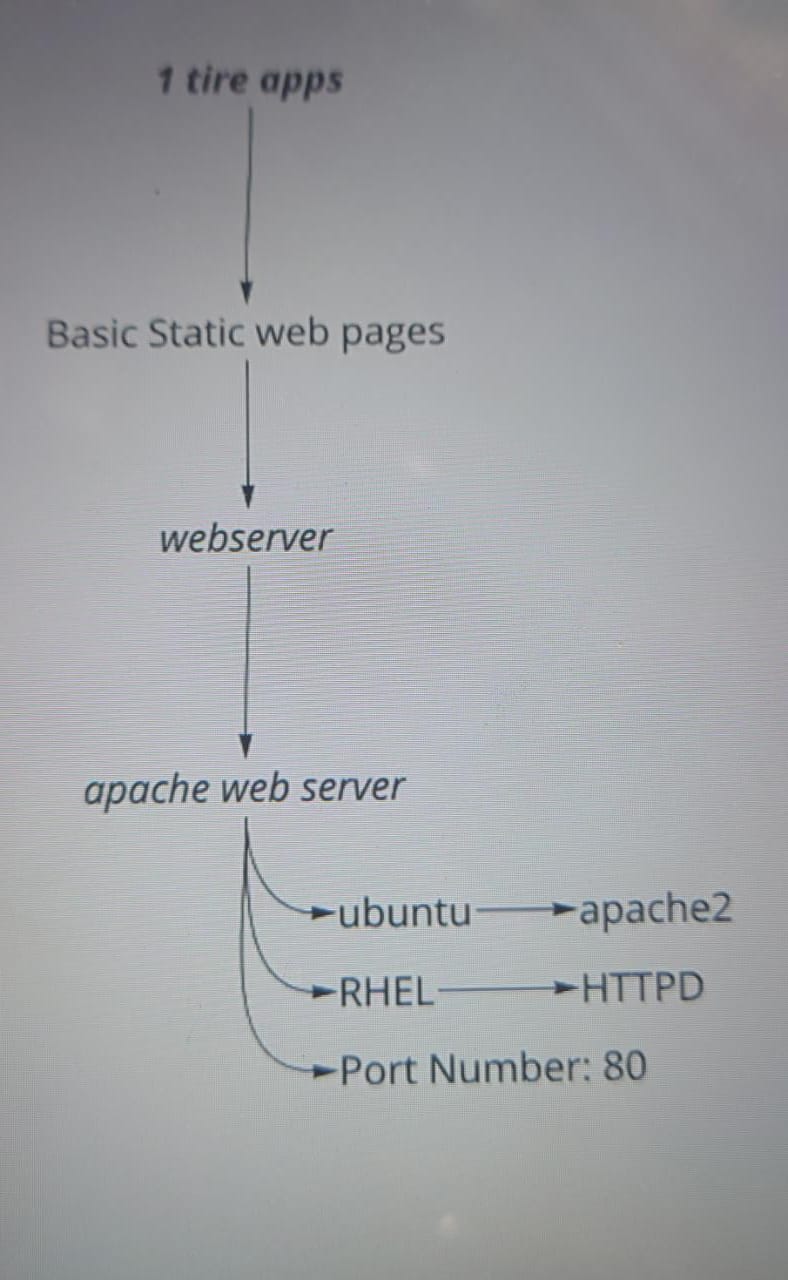 1 tire apps
Basic Static web pages
webserver
apache web server
ubuntu apache2
RHEL HTTPD
Port Number: 80